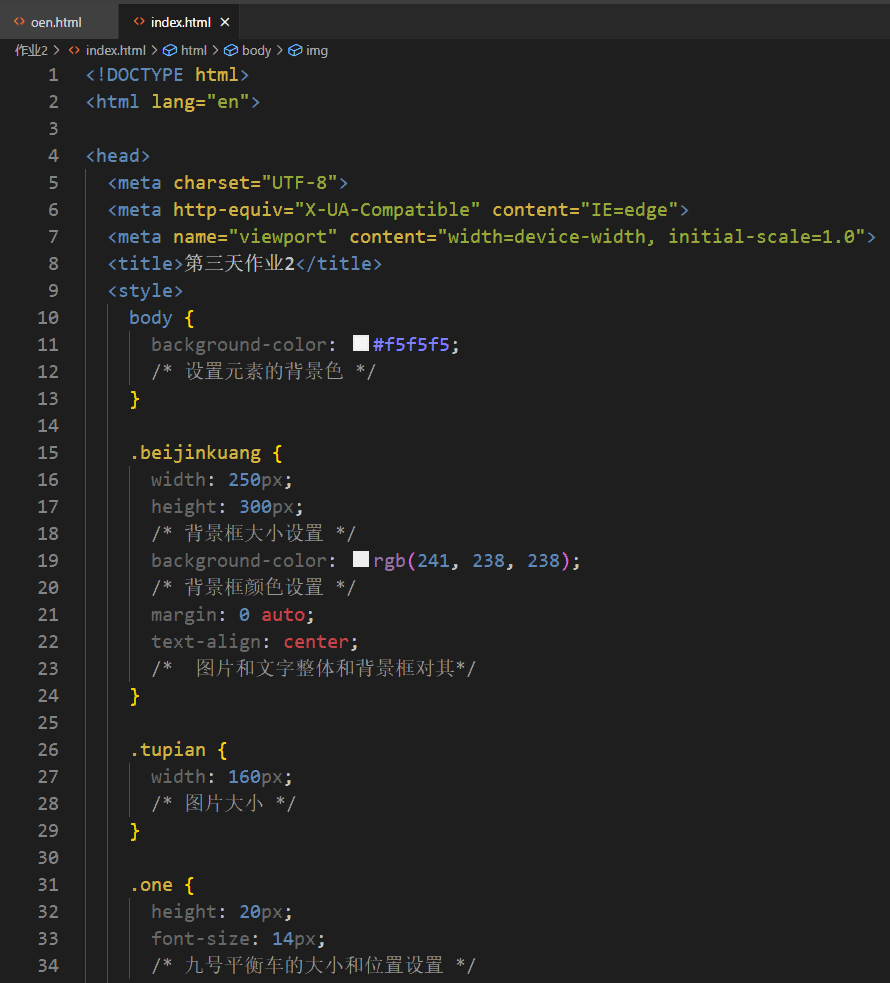 oen.html index.html
作业2 > index.html > html > body > img
1 <!DOCTYPE html>
2 <html lang="en">
3
4 <head>
5 <meta charset="UTF-8">
6 <meta http-equiv="X-UA-Compatible" content="IE=edge">
7 <meta name="viewport" content="width=device-width, initial-scale=1.0">
8 <title>第三天作业2</title>
9 <style>
10 body {
11 background-color: #f5f5f5;
12 /* 设置元素的背景色 */
13 }
14
15 .beijinkuang {
16 width: 250px;
17 height: 300px;
18 /* 背景框大小设置 */
19 background-color: rgb(241, 238, 238);
20 /* 背景框颜色设置 */
21 margin: 0 auto;
22 text-align: center;
23 /*  图片和文字整体和背景框对其*/
24 }
25
26 .tupian {
27 width: 160px;
28 /* 图片大小 */
29 }
30
31 .one {
32 height: 20px;
33 font-size: 14px;
34 /* 九号平衡车的大小和位置设置 */